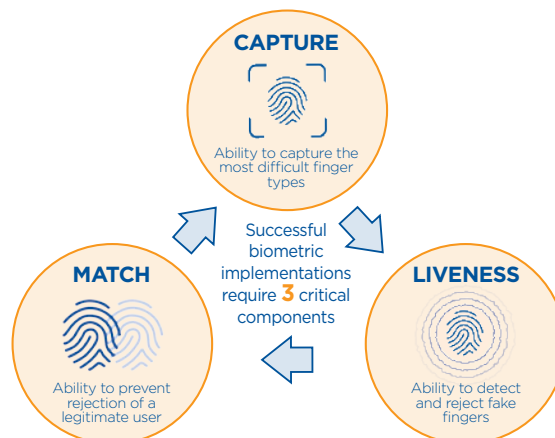 CAPTURE
Ability to capture the
most difficult finger
types
Successful
biometric
implementations
require 3 critical
components
MATCH
Ability to prevent
rejection of a
legitimate user
LIVENESS
Ability to detect
and reject fake
fingers